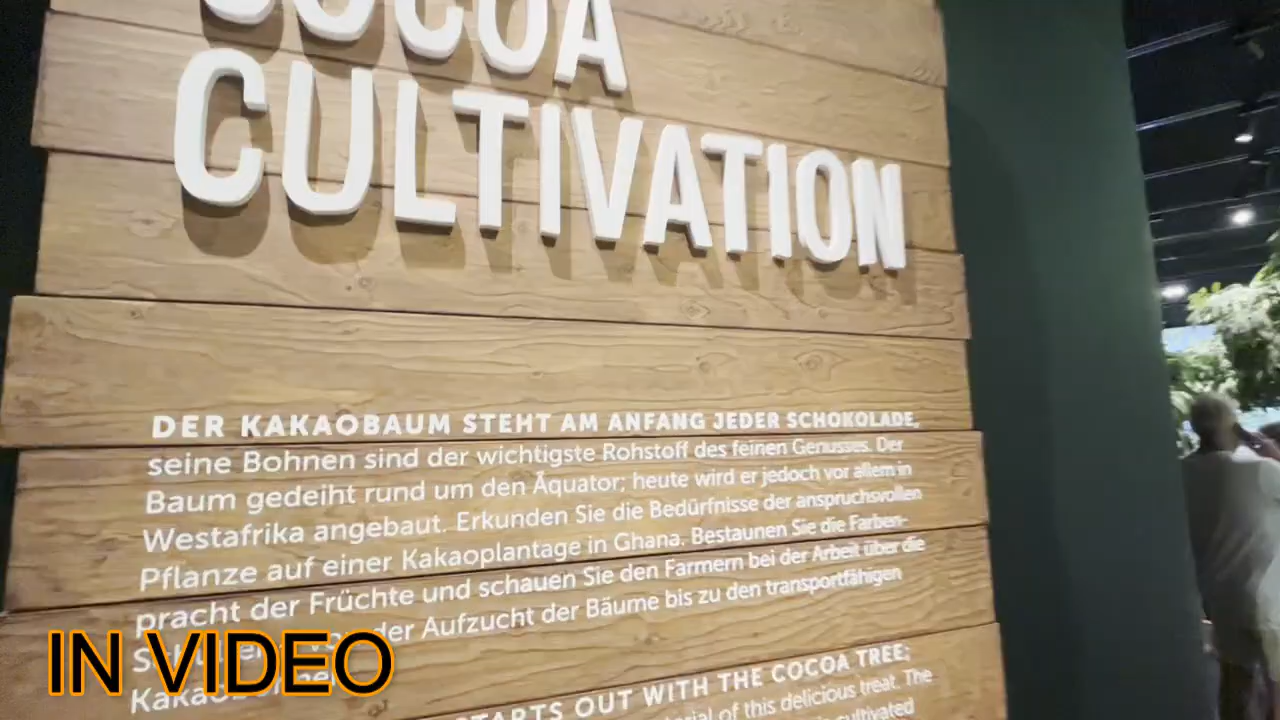 COCOA
CULTIVATION
DER KAKAOBAUM STEHT AM ANFANG JEDER SCHOKOLADE,
seine Bohnen sind der wichtigste Rohstoff des feinen Genusses. Der
Baum gedeiht rund um den Äquator; heute wird er jedoch vor allem in
Westafrika angebaut. Erkunden Sie die Bedürfnisse der anspruchsvollen
Pflanze auf einer Kakaoplantage in Ghana. Bestaunen Sie die Farben-
pracht der Früchte und schauen Sie den Farmern bei der Arbeit über die
der Aufzucht der Bäume bis zu den transportfähigen
IN VIDEO
STARTS OUT WITH THE COCOA TREE;
of this delicious treat. The
cultivated